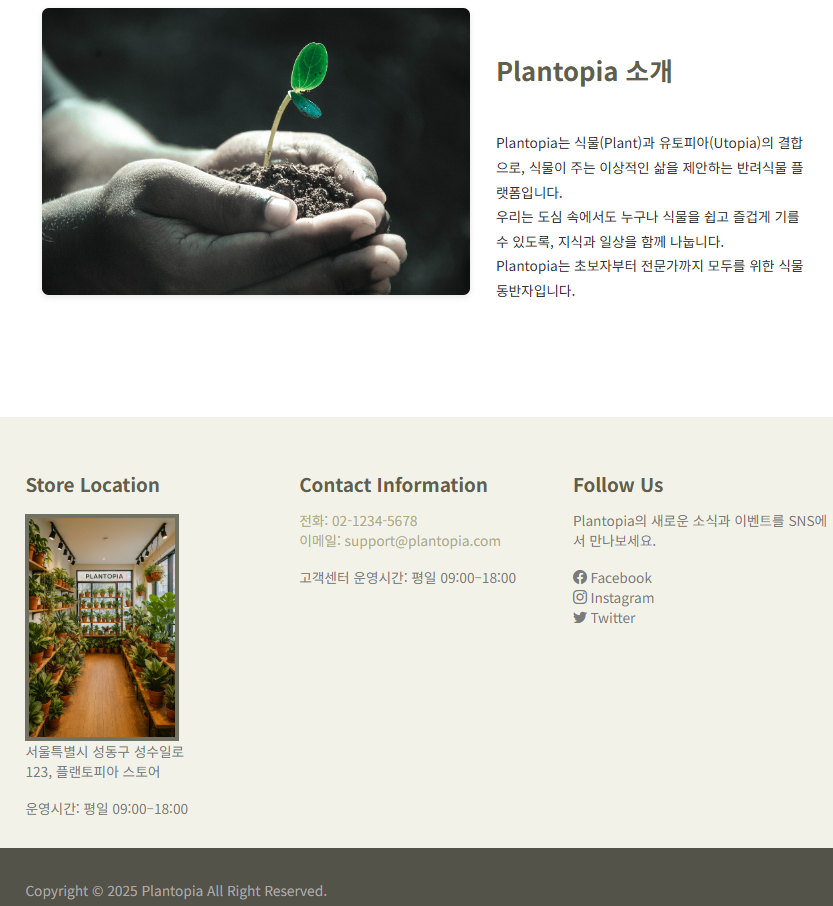 Plantopia 소개
Plantopia는 식물(Plant)과 유토피아(Utopia)의 결합
으로, 식물이 주는 이상적인 삶을 제안하는 반려식물 플
랫폼입니다.
우리는 도심 속에서도 누구나 식물을 쉽고 즐겁게 기를
수 있도록, 지식과 일상을 함께 나눕니다.
Plantopia는 초보자부터 전문가까지 모두를 위한 식물
동반자입니다.
Store Location
PLANTOPIA
서울특별시 성동구 성수일로
123, 플랜토피아 스토어
운영시간: 평일 09:00–18:00
Contact Information
전화: 02-1234-5678
이메일: support@plantopia.com
고객센터 운영시간: 평일 09:00–18:00
Follow Us
Plantopia의 새로운 소식과 이벤트를 SNS에
서 만나보세요.
Facebook
Instagram
Twitter
Copyright © 2025 Plantopia All Right Reserved.